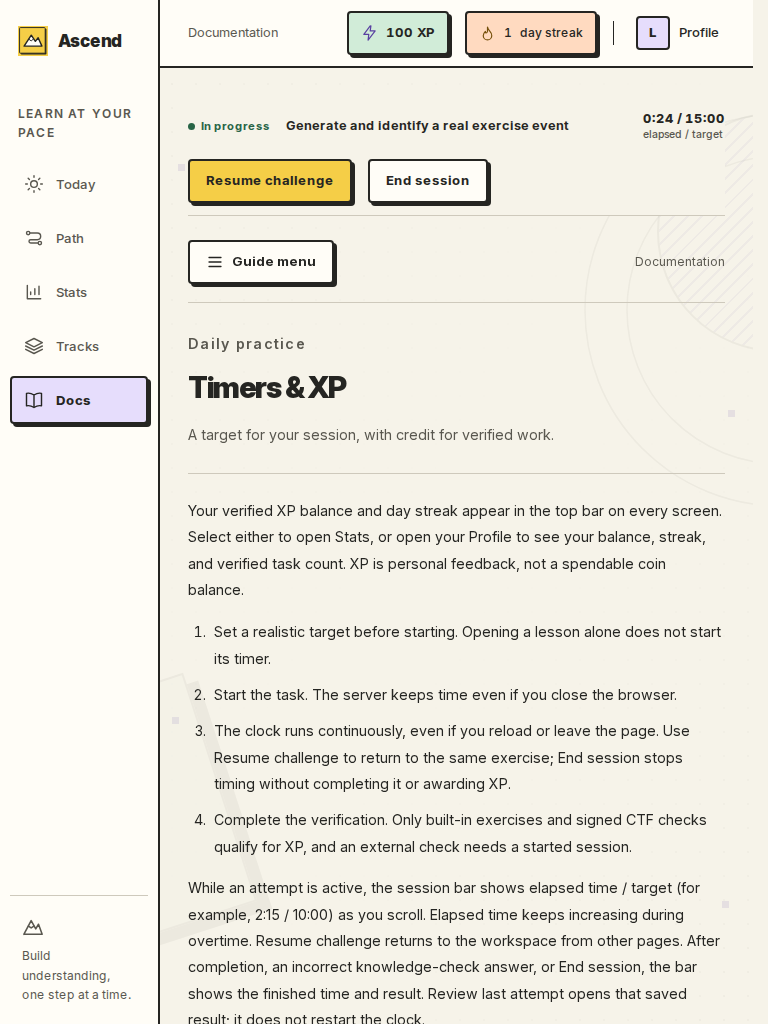 Ascend
LEARN AT YOUR
PACE
Today
Path
Stats
Tracks
Docs
Build
understanding,
one step at a time.
Documentation
100 XP
1 day streak
L
Profile
In progress
Generate and identify a real exercise event
0:24 / 15:00
elapsed / target
Resume challenge
End session
Guide menu
Documentation
Daily practice
Timers & XP
A target for your session, with credit for verified work.
Your verified XP balance and day streak appear in the top bar on every screen.
Select either to open Stats, or open your Profile to see your balance, streak,
and verified task count. XP is personal feedback, not a spendable coin
balance.
1. Set a realistic target before starting. Opening a lesson alone does not start
its timer.
2. Start the task. The server keeps time even if you close the browser.
3. The clock runs continuously, even if you reload or leave the page. Use
Resume challenge to return to the same exercise; End session stops
timing without completing it or awarding XP.
4. Complete the verification. Only built-in exercises and signed CTF checks
qualify for XP, and an external check needs a started session.
While an attempt is active, the session bar shows elapsed time / target (for
example, 2:15 / 10:00) as you scroll. Elapsed time keeps increasing during
overtime. Resume challenge returns to the workspace from other pages. After
completion, an incorrect knowledge-check answer, or End session, the bar
shows the finished time and result. Review last attempt opens that saved
result; it does not restart the clock.